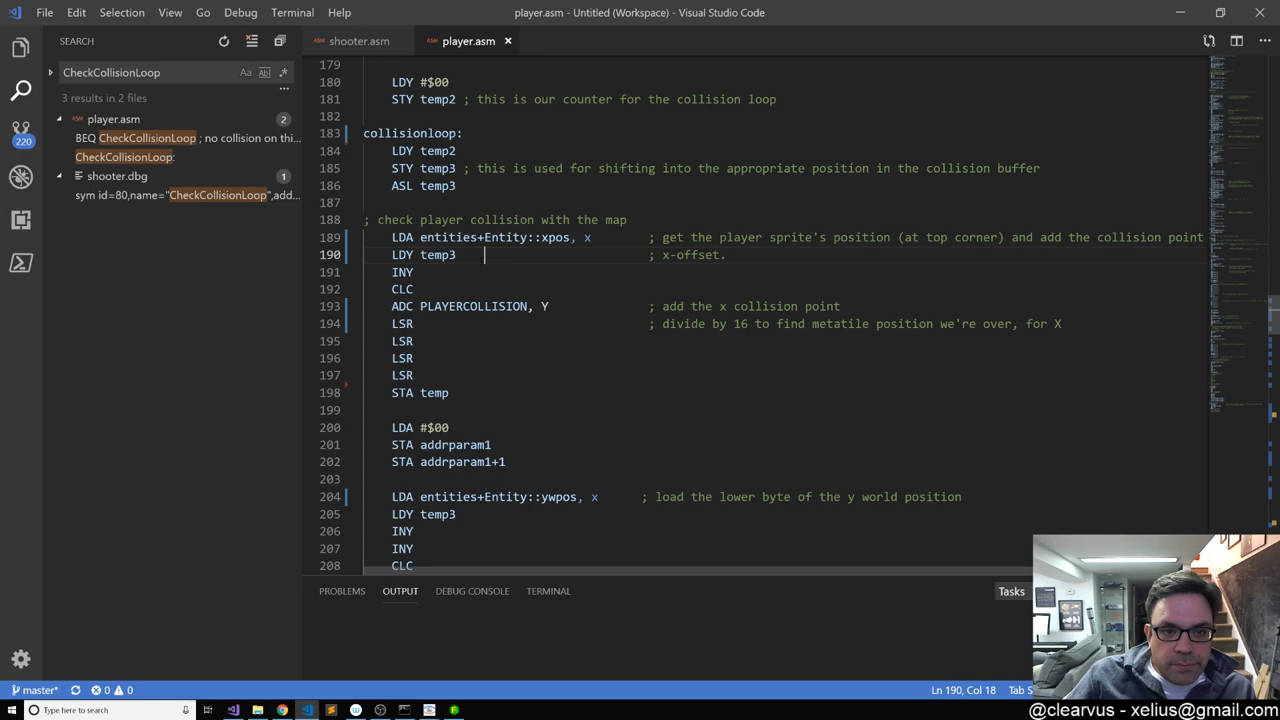 File Edit Selection View Go Debug Terminal Help
player.asm - Untitled (Workspace) - Visual Studio Code
SEARCH
CheckCollisionLoop
Aa Abl .*
3 results in 2 files
player.asm 2
BEQ CheckCollisionLoop ; no collision on thi...
CheckCollisionLoop:
shooter.dbg 1
sym id=80,name="CheckCollisionLoop",add...
220
ASM shooter.asm
ASM player.asm
179
180 LDY #$00
181 STY temp2 ; this is our counter for the collision loop
182
183 collisionloop:
184 LDY temp2
185 STY temp3 ; this is used for shifting into the appropriate position in the collision buffer
186 ASL temp3
187
188 ; check player collision with the map
189 LDA entities+Entity::xpos, x ; get the player sprite's position (at top corner) and add the collision point
190 LDY temp3 ; x-offset.
191 INY
192 CLC
193 ADC PLAYERCOLLISION, Y ; add the x collision point
194 LSR ; divide by 16 to find metatile position we're over, for X
195 LSR
196 LSR
197 LSR
198 STA temp
199
200 LDA #$00
201 STA addrparam1
202 STA addrparam1+1
203
204 LDA entities+Entity::ywpos, x ; load the lower byte of the y world position
205 LDY temp3
206 INY
207 INY
208 CLC
PROBLEMS OUTPUT DEBUG CONSOLE TERMINAL
Tasks
master* 0 0
Ln 190, Col 18
Type here to search
@clearvus - xelius@gmail.com